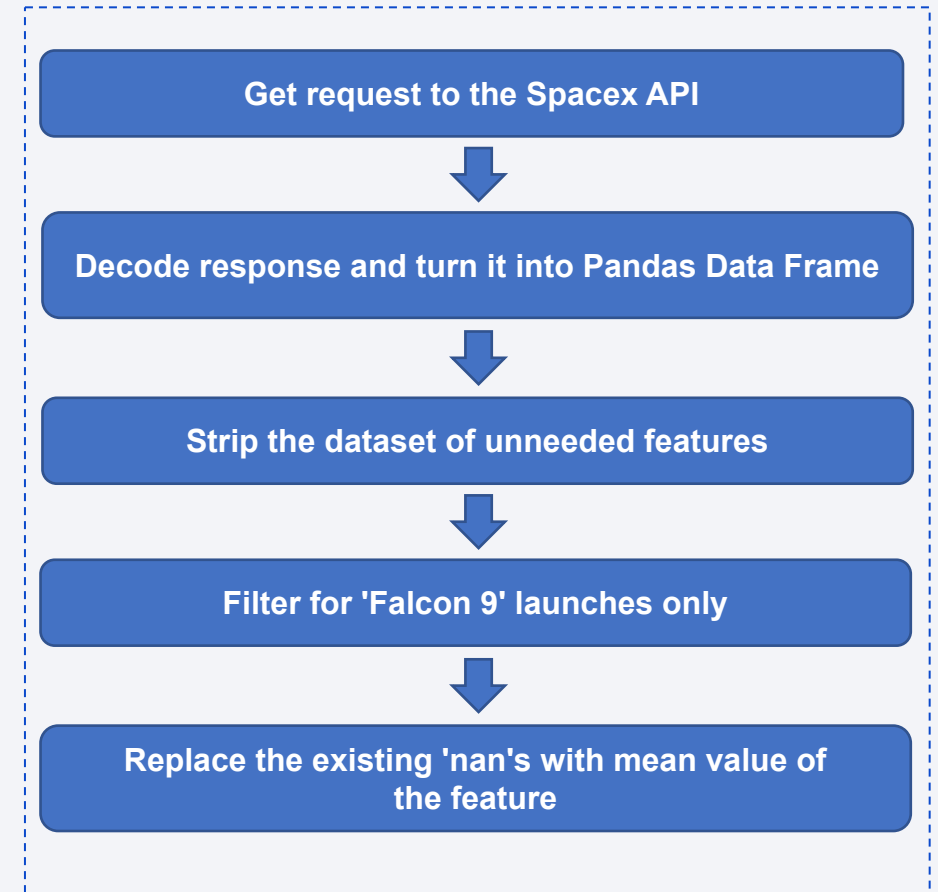 Get request to the Spacex API
Decode response and turn it into Pandas Data Frame
Strip the dataset of unneeded features
Filter for 'Falcon 9' launches only
Replace the existing 'nan's with mean value of
the feature